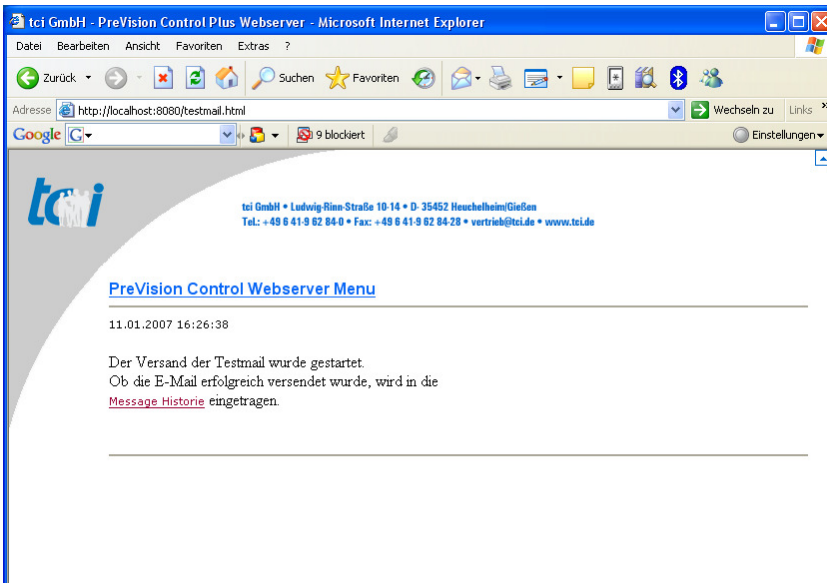 tci GmbH - PreVision Control Plus Webserver - Microsoft Internet Explorer
Datei Bearbeiten Ansicht Favoriten Extras ?
Zurück Suchen Favoriten
Adresse http://localhost:8080/testmail.html Wechseln zu Links »
Google G 9 blockiert Einstellungen
tci
tci GmbH • Ludwig-Rinn-Straße 10-14 • D- 35452 Heuchelheim/Gießen
Tel.: +49 6 41-9 62 84-0 • Fax: +49 6 41-9 62 84-28 • vertrieb@tci.de • www.tci.de
PreVision Control Webserver Menu
11.01.2007 16:26:38
Der Versand der Testmail wurde gestartet.
Ob die E-Mail erfolgreich versendet wurde, wird in die
Message Historie eingetragen.